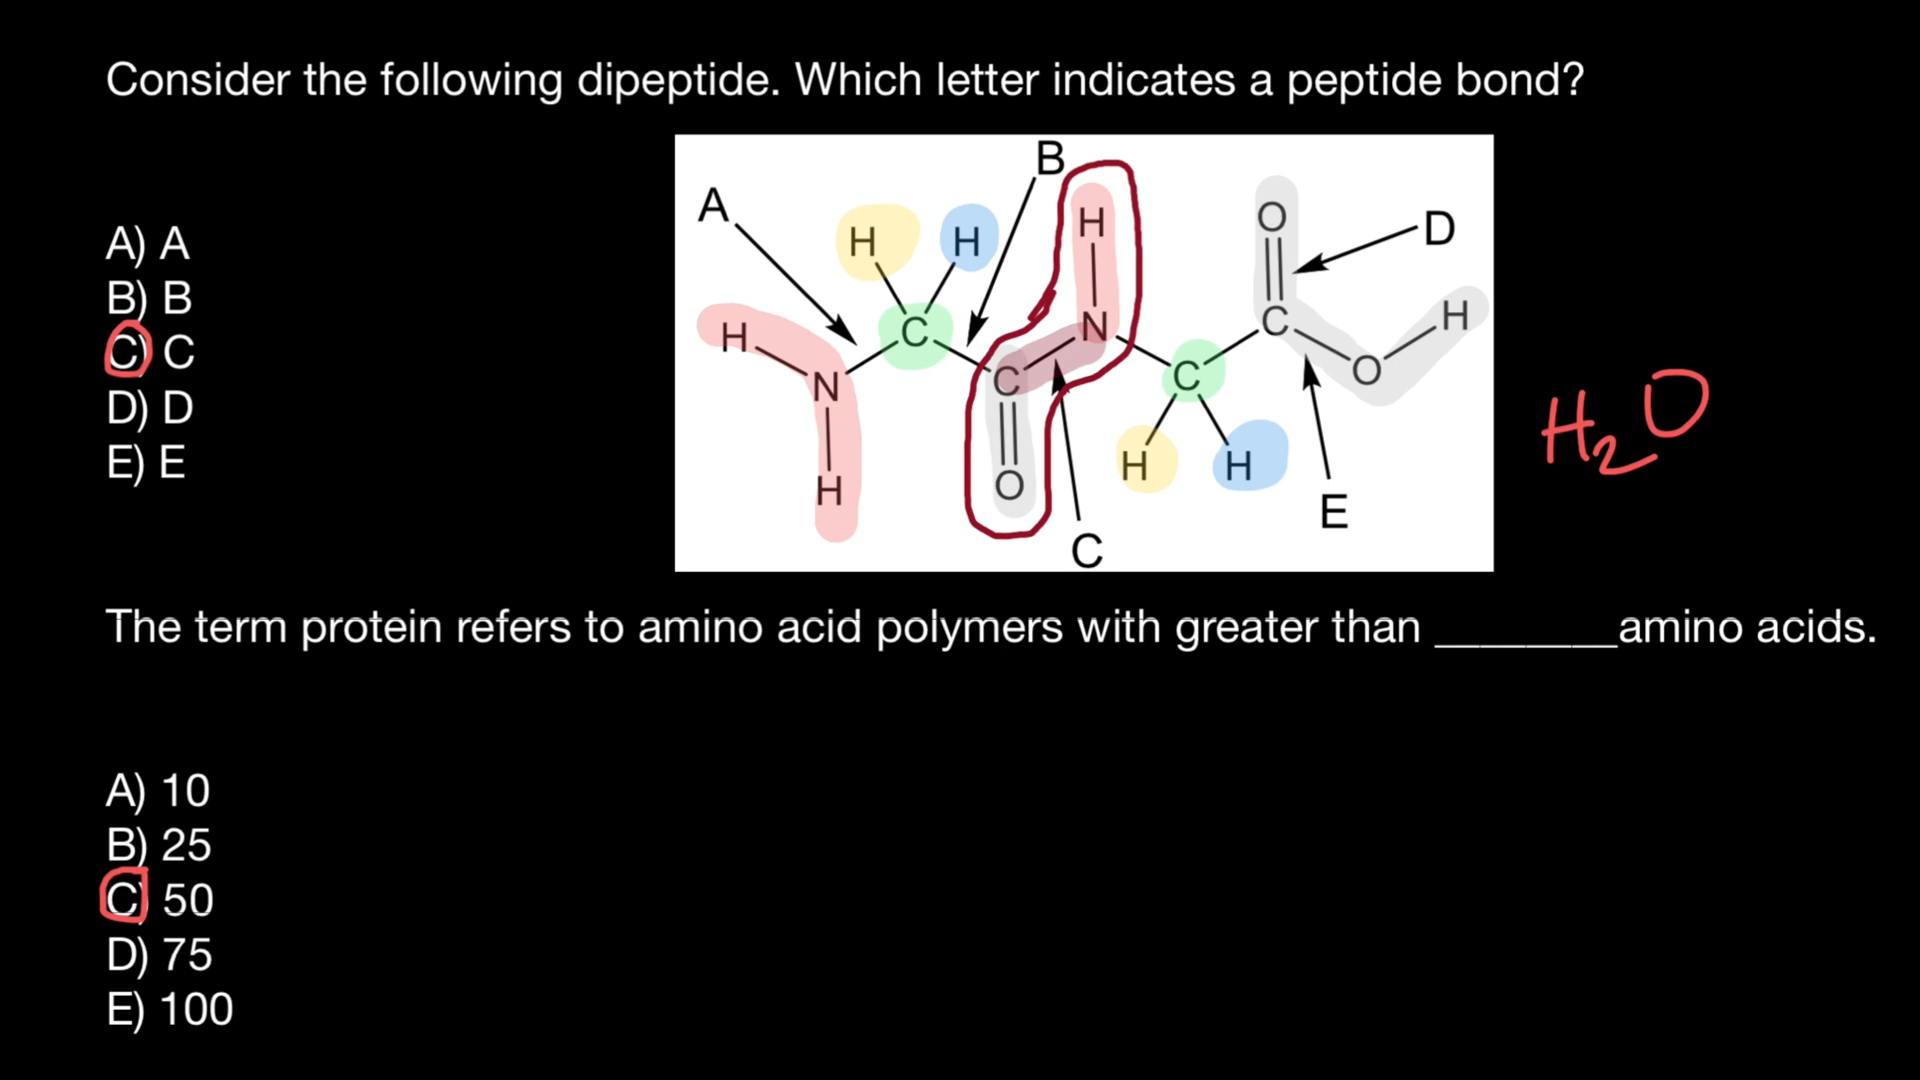 Consider the following dipeptide. Which letter indicates a peptide bond?
A) A
B) B
C) C
D) D
E) E
B
A
H
H
H
O
D
H
C
N
C
H
H
N
C
C
O
H
O
H
H
E
C
H₂O
The term protein refers to amino acid polymers with greater than ________amino acids.
A) 10
B) 25
C) 50
D) 75
E) 100